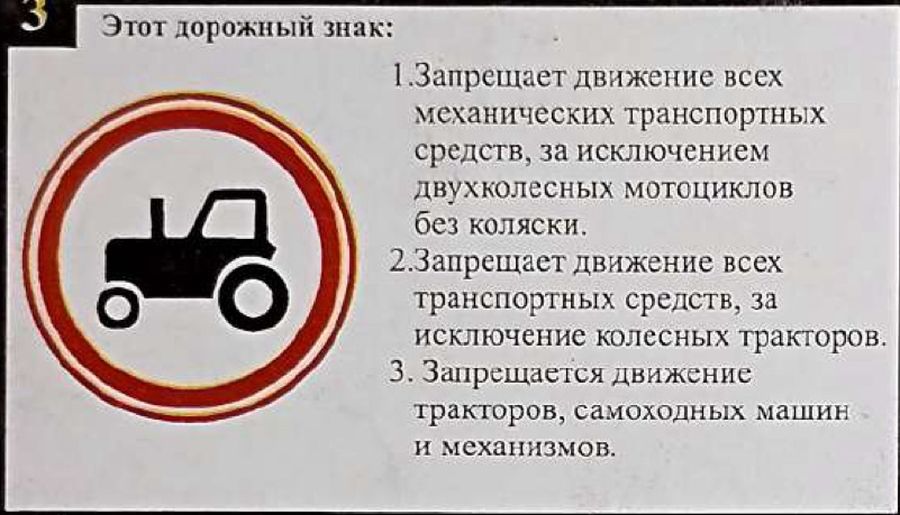 3
Этот дорожный знак:
1.Запрещает движение всех
механических транспортных
средств, за исключением
двухколесных мотоциклов
без коляски.
2.Запрещает движение всех
транспортных средств, за
исключение колесных тракторов.
3. Запрещается движение
тракторов, самоходных машин
и механизмов.